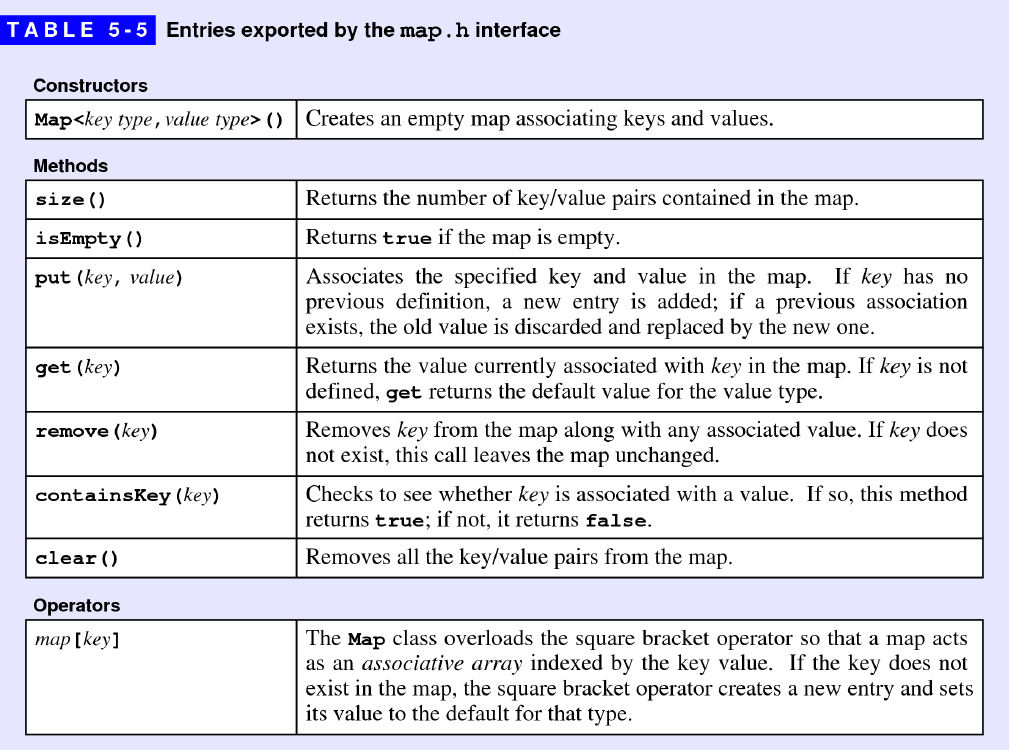 TABLE 5-5 Entries exported by the map.h interface
Constructors
Map<key type,value type>() Creates an empty map associating keys and values.
Methods
size() Returns the number of key/value pairs contained in the map.
isEmpty() Returns true if the map is empty.
put(key, value) Associates the specified key and value in the map. If key has no
previous definition, a new entry is added; if a previous association
exists, the old value is discarded and replaced by the new one.
get(key) Returns the value currently associated with key in the map. If key is not
defined, get returns the default value for the value type.
remove(key) Removes key from the map along with any associated value. If key does
not exist, this call leaves the map unchanged.
containsKey(key) Checks to see whether key is associated with a value. If so, this method
returns true; if not, it returns false.
clear() Removes all the key/value pairs from the map.
Operators
map[key] The Map class overloads the square bracket operator so that a map acts
as an associative array indexed by the key value. If the key does not
exist in the map, the square bracket operator creates a new entry and sets
its value to the default for that type.